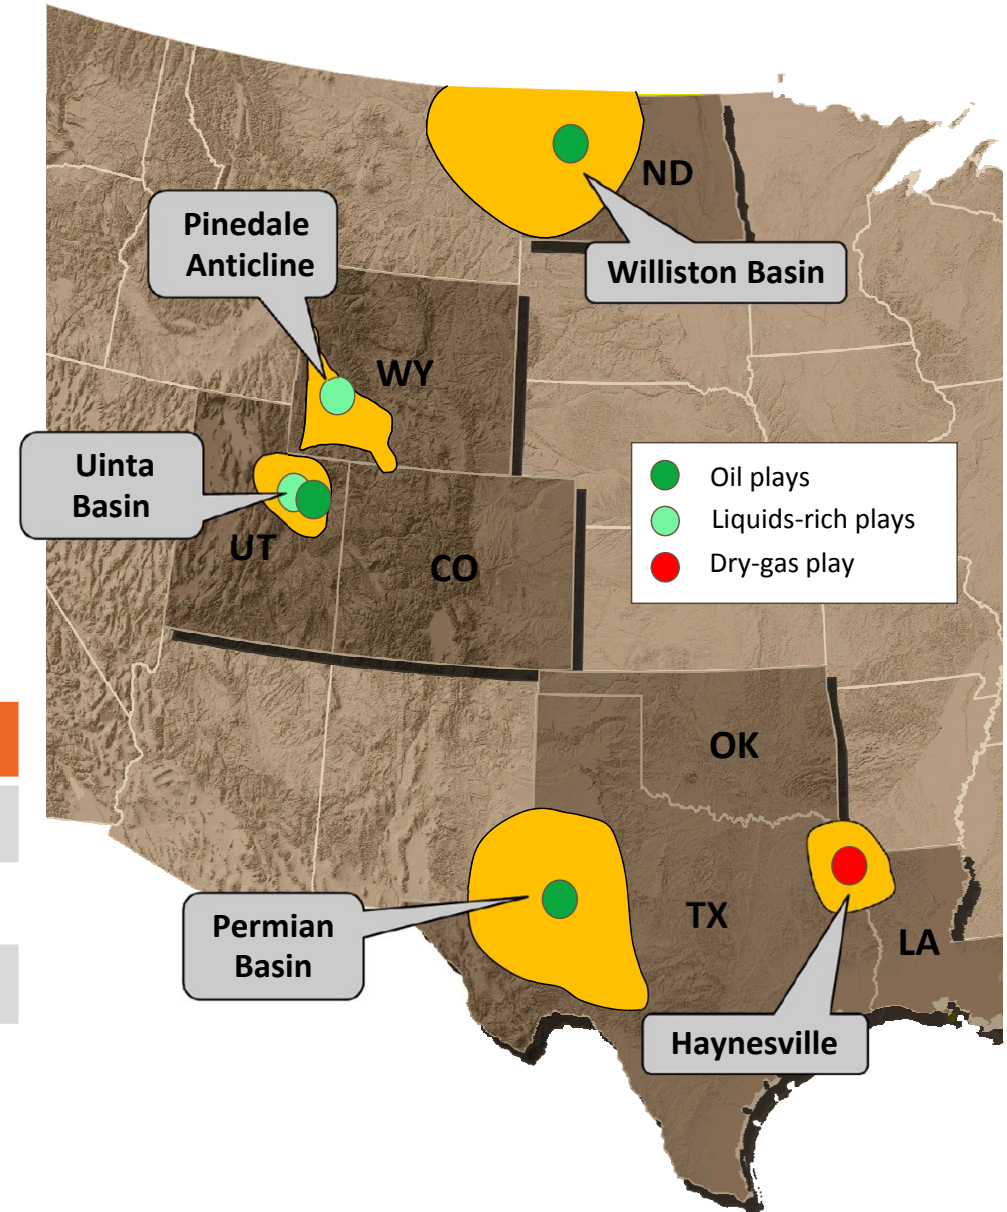 ND
Pinedale
Anticline
Williston Basin
WY
Uinta
Basin
Oil plays
Liquids-rich plays
Dry-gas play
UT
CO
OK
Permian
Basin
TX
LA
Haynesville